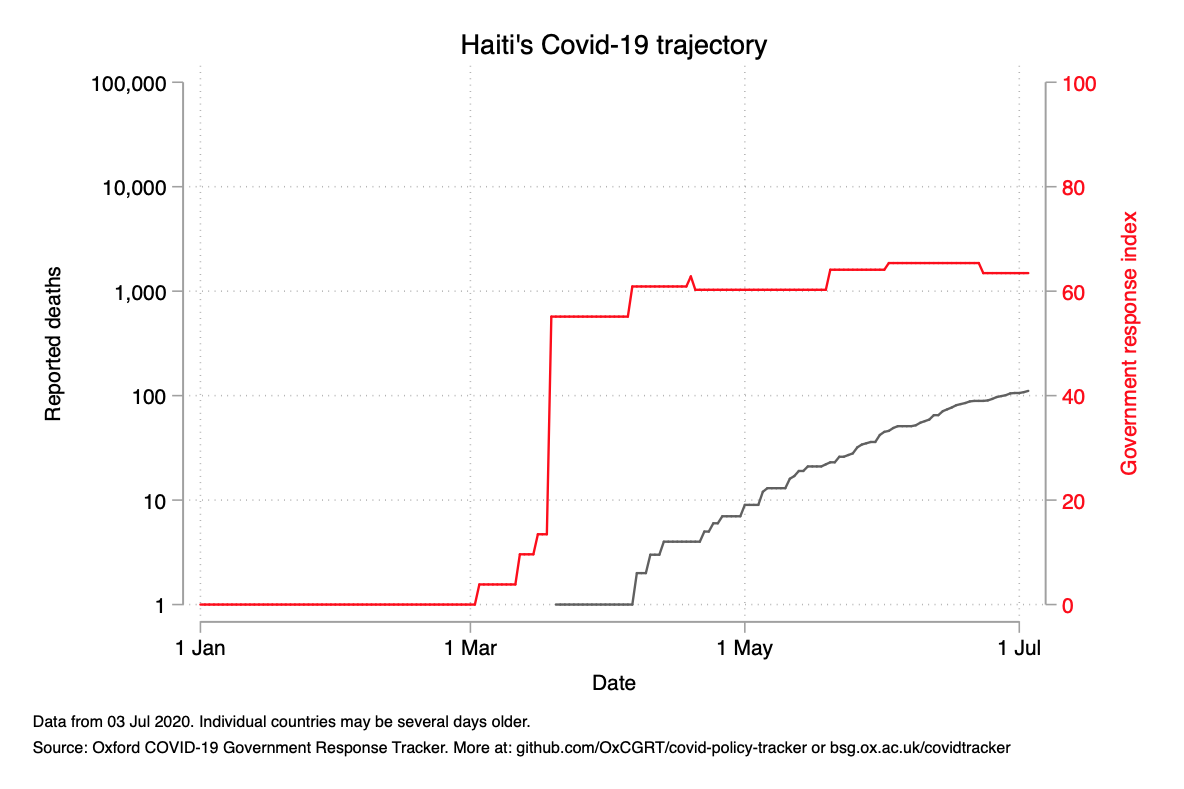 Haiti's Covid-19 trajectory
100,000
10,000
1,000
100
10
1
Reported deaths
100
80
60
40
20
0
Government response index
1 Jan
1 Mar
1 May
1 Jul
Date
Data from 03 Jul 2020. Individual countries may be several days older.
Source: Oxford COVID-19 Government Response Tracker. More at: github.com/OxCGRT/covid-policy-tracker or bsg.ox.ac.uk/covidtracker